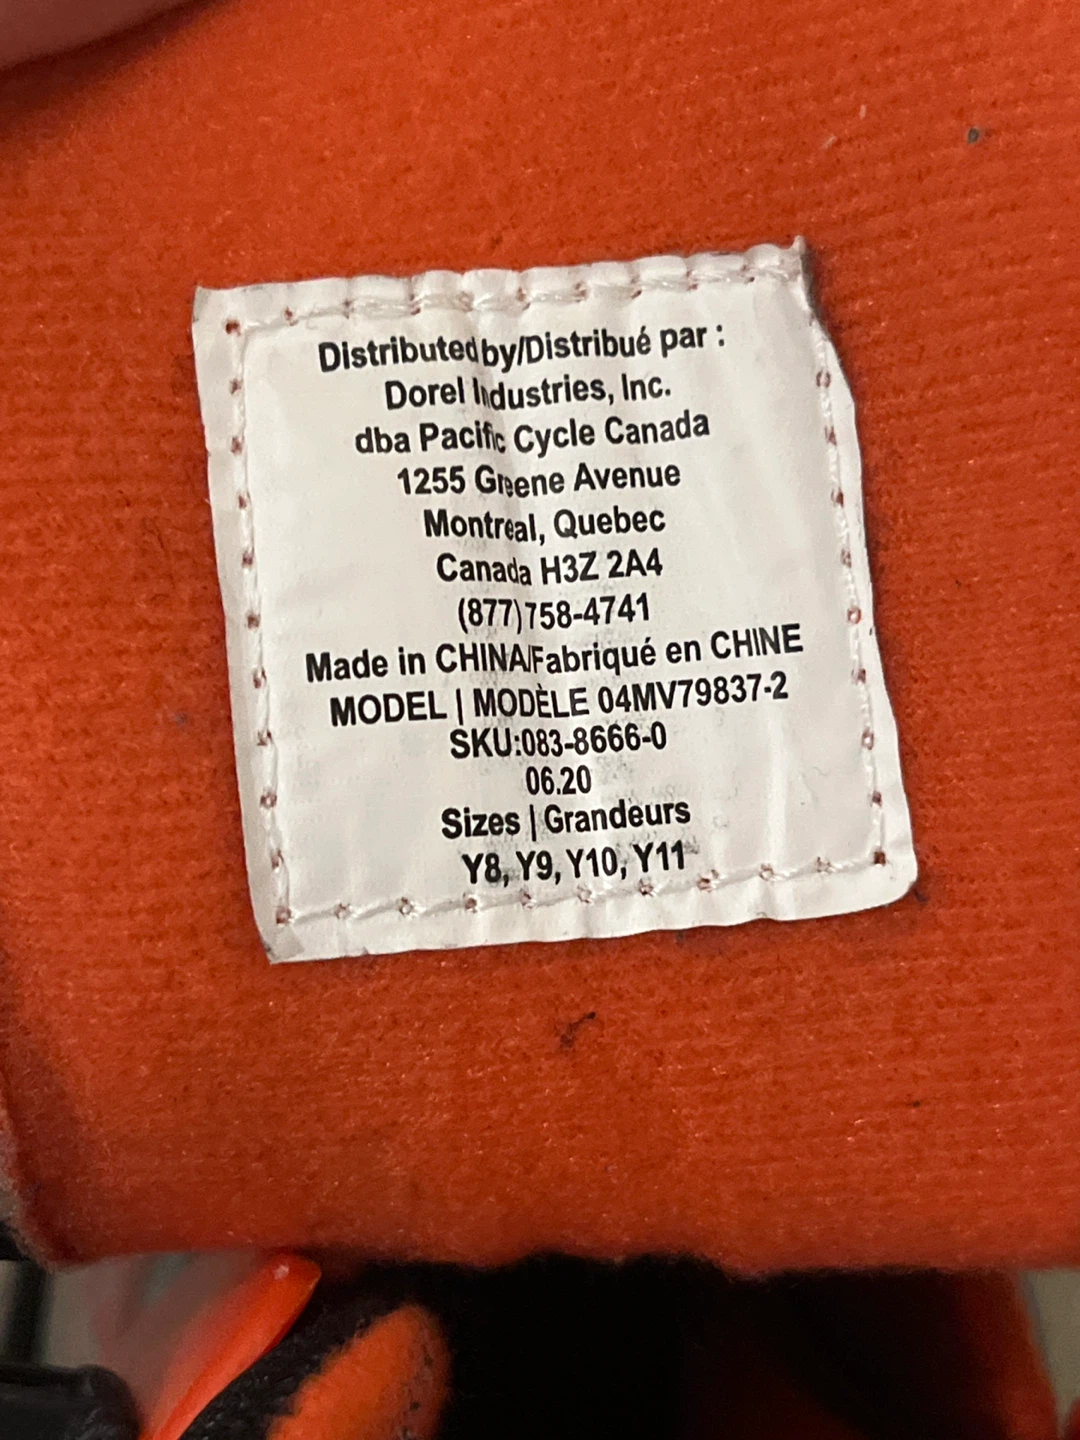 Distributed by/Distribué par :
Dorel Industries, Inc.
dba Pacific Cycle Canada
1255 Greene Avenue
Montreal, Quebec
Canada H3Z 2A4
(877)758-4741
Made in CHINA/Fabriqué en CHINE
MODEL | MODÈLE 04MV79837-2
SKU:083-8666-0
06.20
Sizes | Grandeurs
Y8, Y9, Y10, Y11